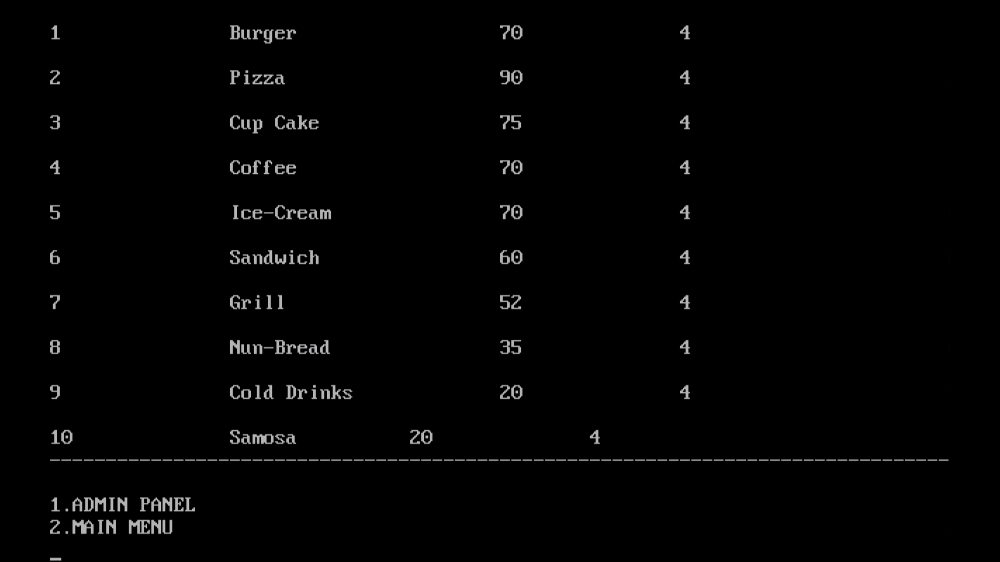 1 Burger 70 4
2 Pizza 90 4
3 Cup Cake 75 4
4 Coffee 70 4
5 Ice-Cream 70 4
6 Sandwich 60 4
7 Grill 52 4
8 Nun-Bread 35 4
9 Cold Drinks 20 4
10 Samosa 20 4
--------------------------------------------------------------------------------
1.ADMIN PANEL
2.MAIN MENU
_